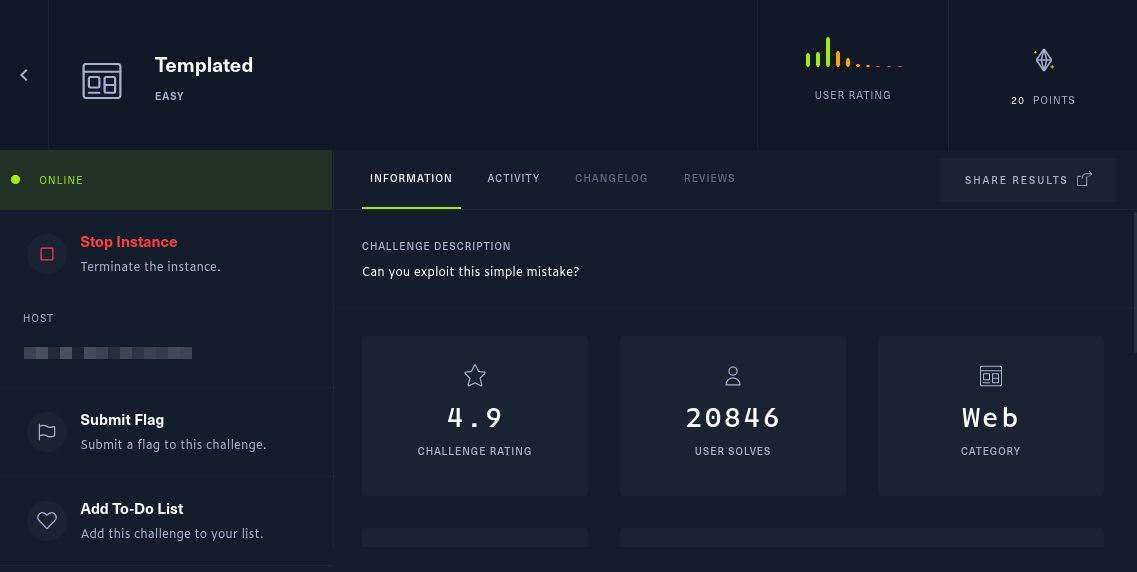 Templated
EASY
USER RATING
20 POINTS
ONLINE
INFORMATION
ACTIVITY
CHANGELOG
REVIEWS
SHARE RESULTS
Stop Instance
Terminate the instance.
HOST
Submit Flag
Submit a flag to this challenge.
Add To-Do List
Add this challenge to your list.
CHALLENGE DESCRIPTION
Can you exploit this simple mistake?
4.9
CHALLENGE RATING
20846
USER SOLVES
Web
CATEGORY